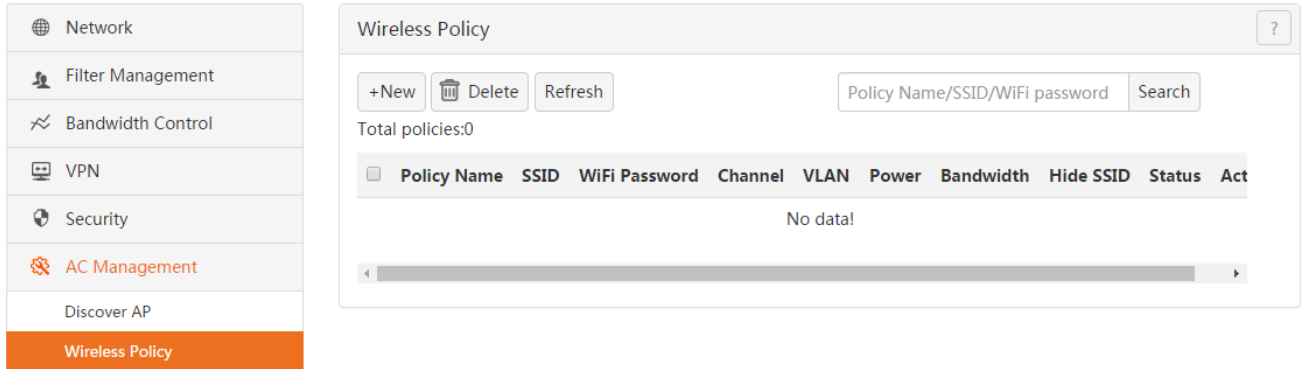 Network
Filter Management
Bandwidth Control
VPN
Security
AC Management
Discover AP
Wireless Policy
Wireless Policy ?
+New Delete Refresh Policy Name/SSID/WiFi password Search
Total policies:0
Policy Name SSID WiFi Password Channel VLAN Power Bandwidth Hide SSID Status Act
No data!